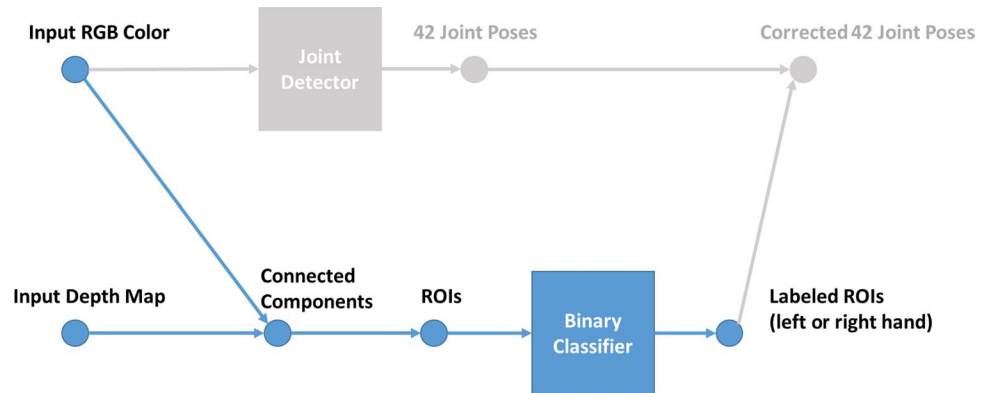 Input RGB Color
Joint
Detector
42 Joint Poses
Corrected 42 Joint Poses
Input Depth Map
Connected
Components
ROIs
Binary
Classifier
Labeled ROIs
(left or right hand)